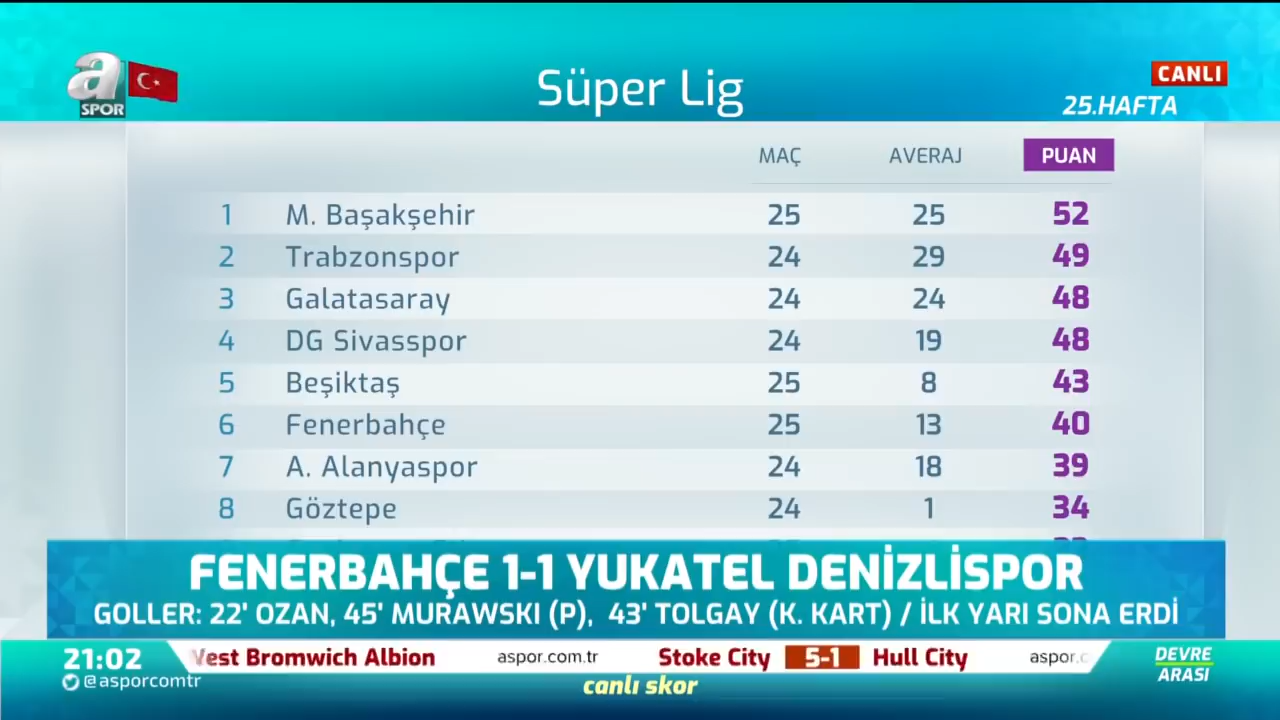 a
SPOR
Süper Lig
CANLI
25.HAFTA
MAÇ AVERAJ PUAN
1 M. Başakşehir 25 25 52
2 Trabzonspor 24 29 49
3 Galatasaray 24 24 48
4 DG Sivasspor 24 19 48
5 Beşiktaş 25 8 43
6 Fenerbahçe 25 13 40
7 A. Alanyaspor 24 18 39
8 Göztepe 24 1 34
FENERBAHÇE 1-1 YUKATEL DENİZLİSPOR
GOLLER: 22' OZAN, 45' MURAWSKI (P), 43' TOLGAY (K. KART) / İLK YARI SONA ERDİ
21:02 West Bromwich Albion aspor.com.tr Stoke City 5-1 Hull City aspor.c
DEVRE
ARASI
@asporcomtr
canlı skor